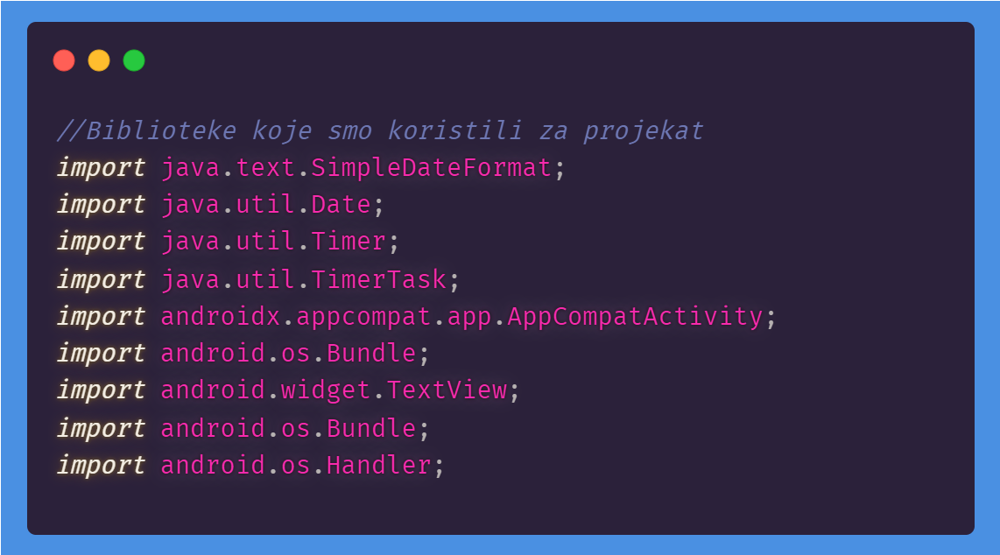 //Biblioteke koje smo koristili za projekat
import java.text.SimpleDateFormat;
import java.util.Date;
import java.util.Timer;
import java.util.TimerTask;
import androidx.appcompat.app.AppCompatActivity;
import android.os.Bundle;
import android.widget.TextView;
import android.os.Bundle;
import android.os.Handler;